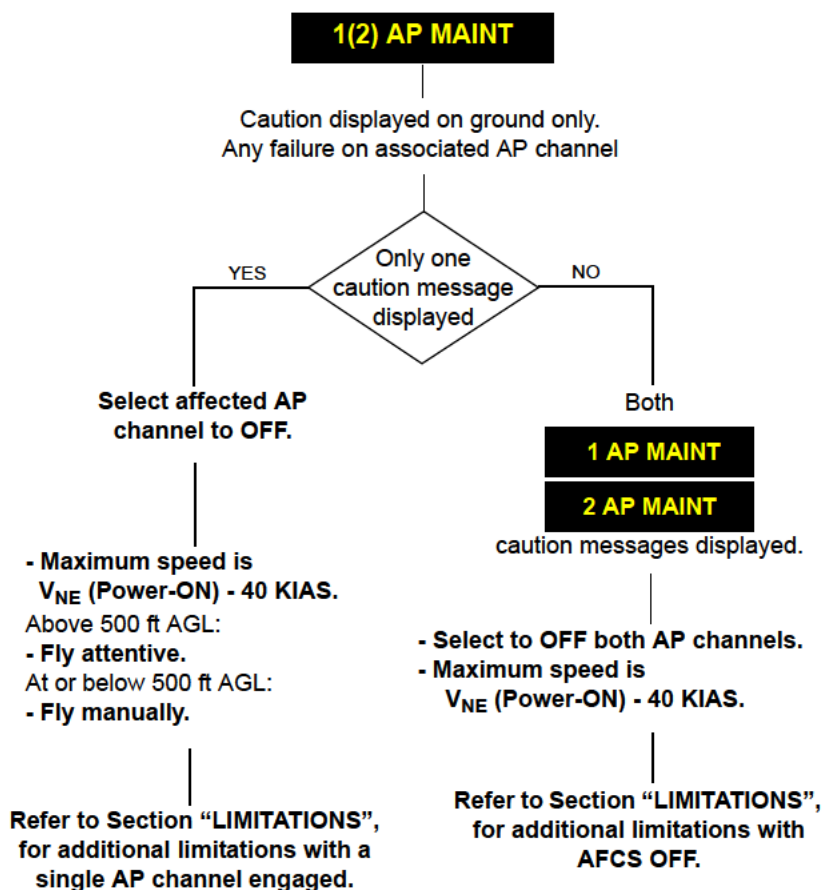 1(2) AP MAINT
Caution displayed on ground only.
Any failure on associated AP channel
Only one
caution message
displayed
YES
NO
Select affected AP
channel to OFF.
- Maximum speed is
VNE (Power-ON) - 40 KIAS.
Above 500 ft AGL:
- Fly attentive.
At or below 500 ft AGL:
- Fly manually.
Refer to Section “LIMITATIONS”,
for additional limitations with a
single AP channel engaged.
Both
1 AP MAINT
2 AP MAINT
caution messages displayed.
- Select to OFF both AP channels.
- Maximum speed is
VNE (Power-ON) - 40 KIAS.
Refer to Section “LIMITATIONS”,
for additional limitations with
AFCS OFF.